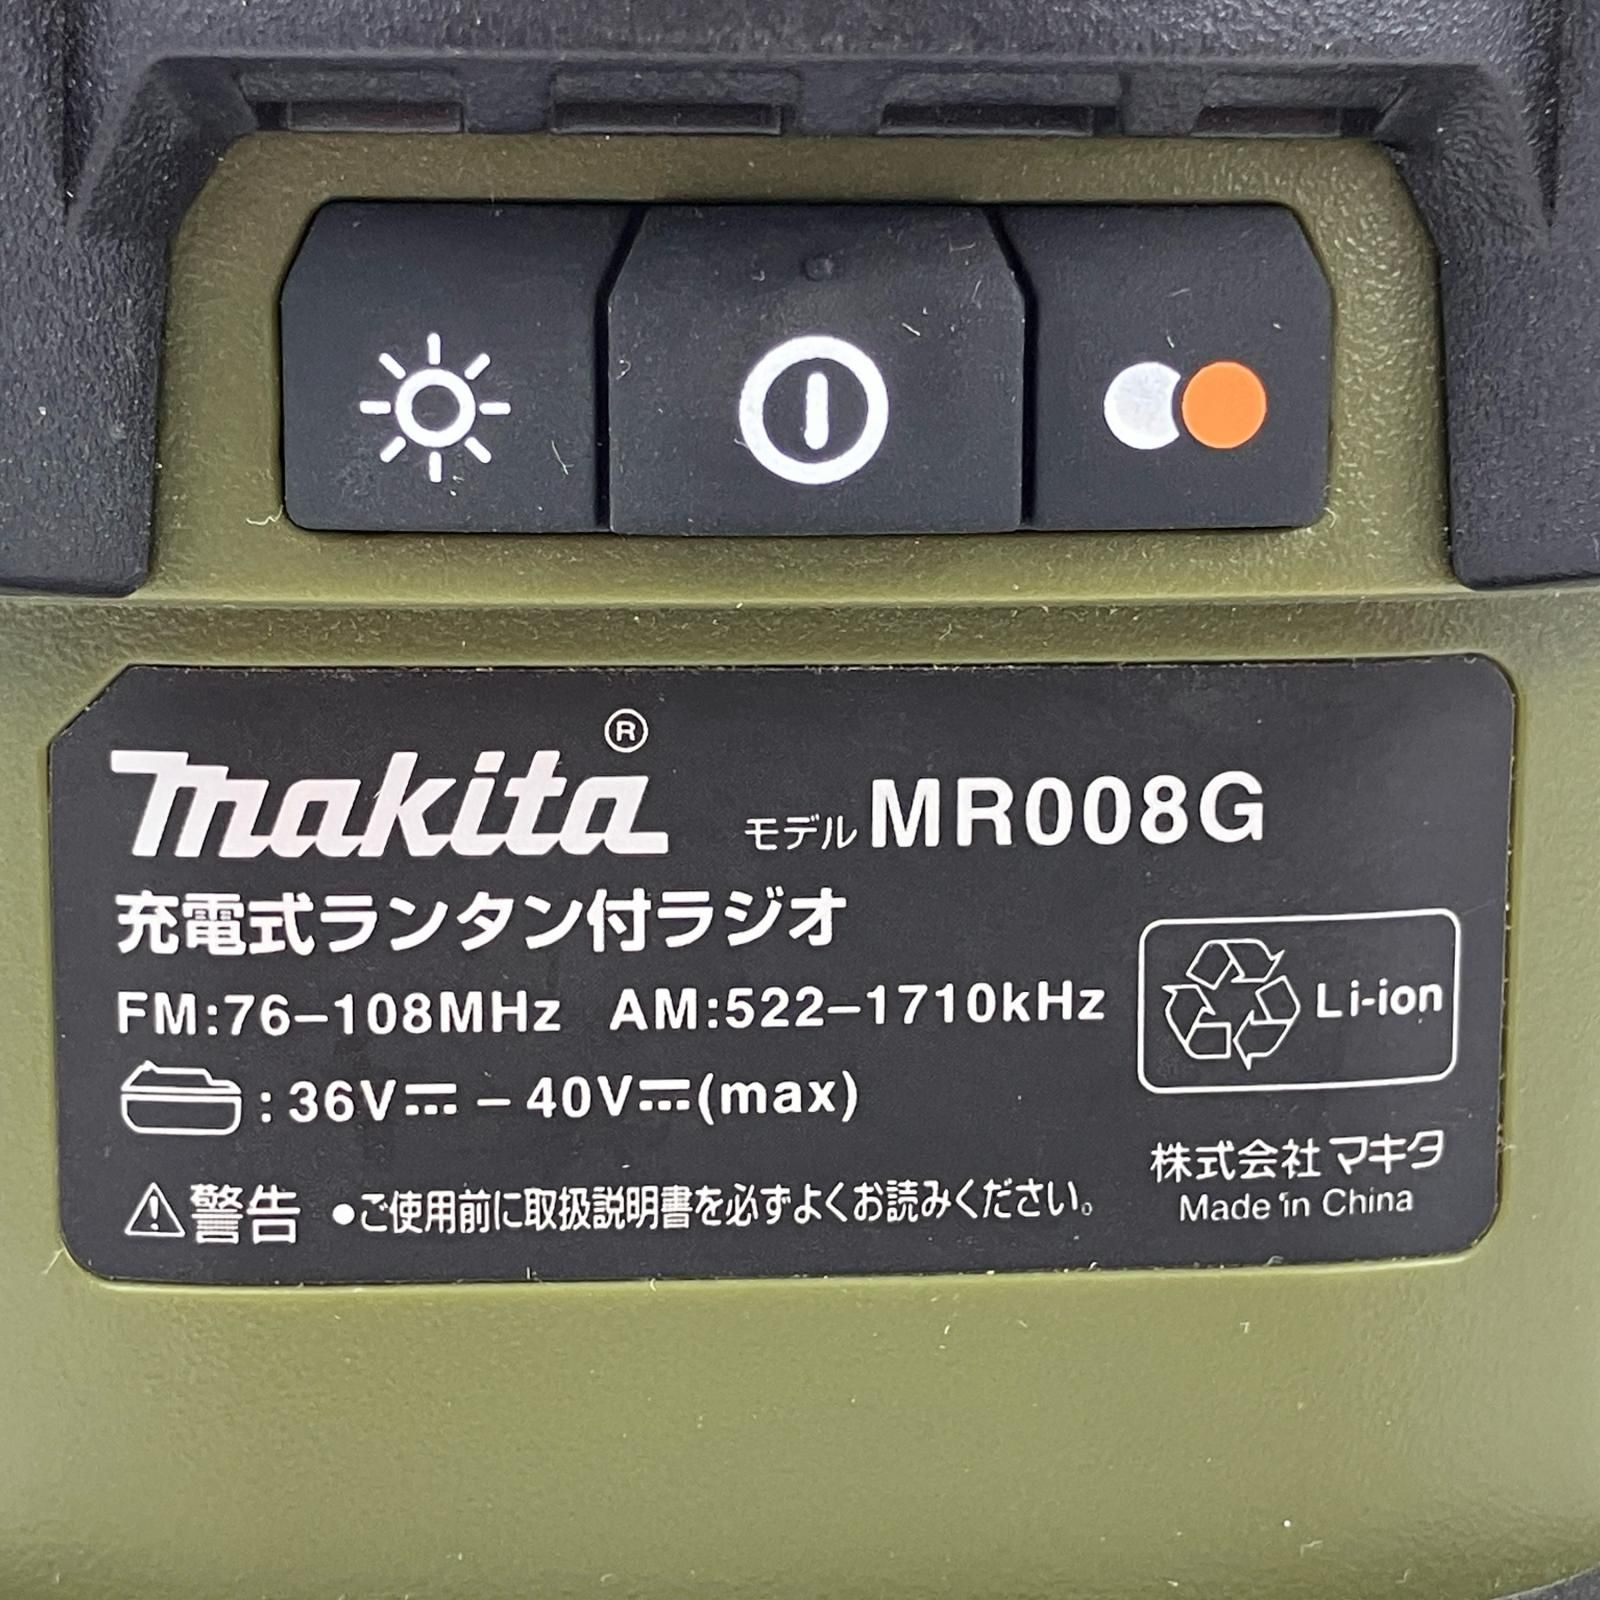 makita®
モデル MR008G
充電式ランタン付ラジオ
FM:76–108MHz AM:522–1710kHz
Li-ion
:36V⎓ – 40V⎓(max)
株式会社 マキタ
Made in China
⚠警告 ●ご使用前に取扱説明書を必ずよくお読みください。